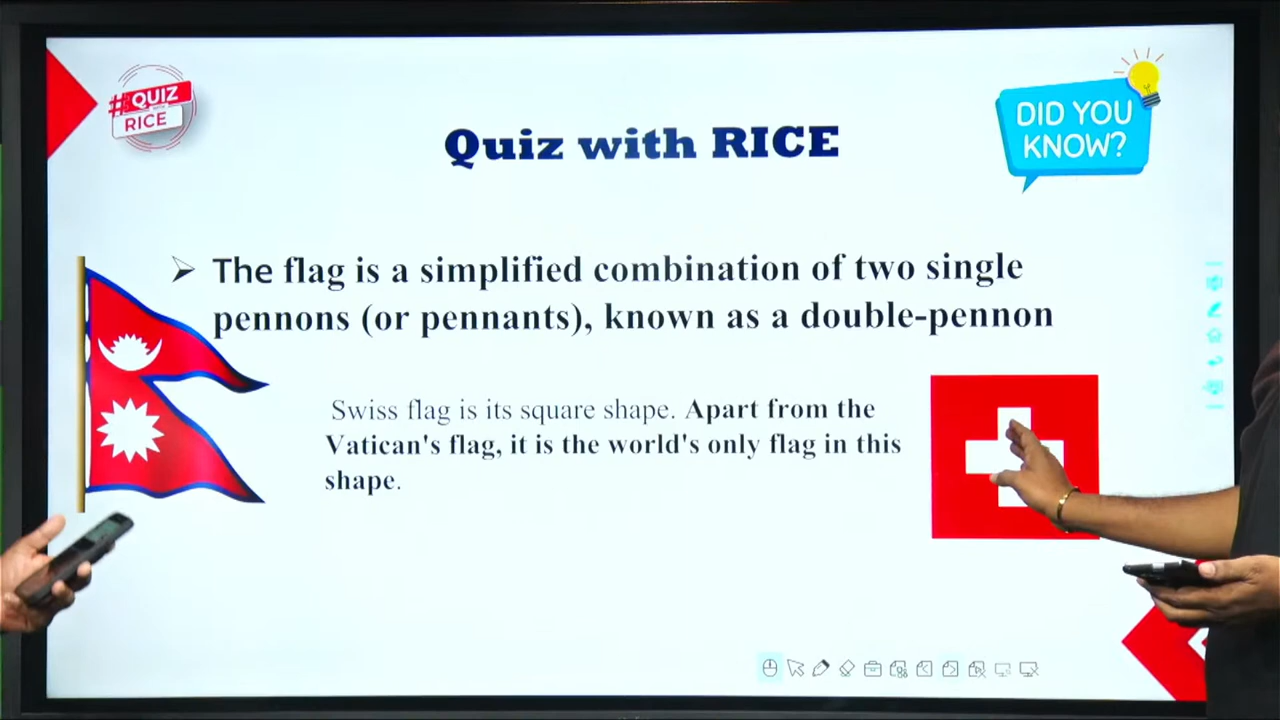 #QUIZ
RICE
Quiz with RICE
DID YOU
KNOW?
➢ The flag is a simplified combination of two single
pennons (or pennants), known as a double-pennon
Swiss flag is its square shape. Apart from the
Vatican's flag, it is the world's only flag in this
shape.